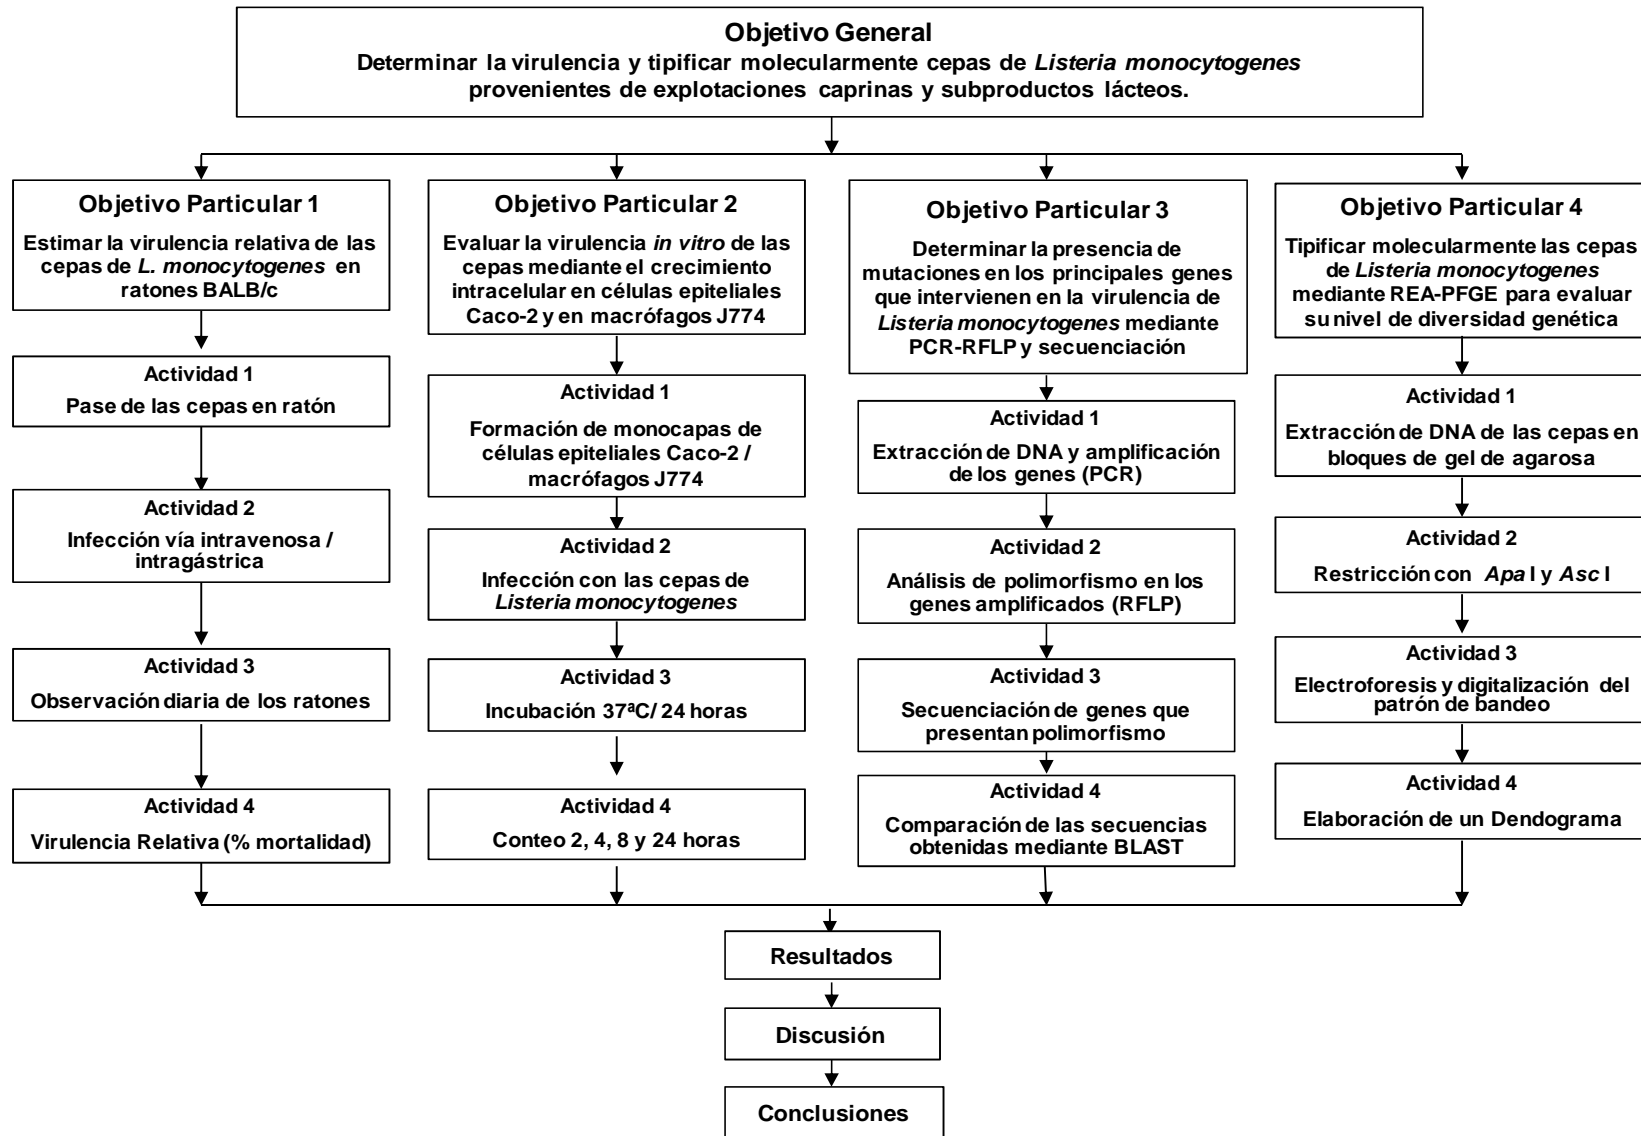 Objetivo General
Determinar la virulencia y tipificar molecularmente cepas de Listeria monocytogenes
provenientes de explotaciones caprinas y subproductos lácteos.
Objetivo Particular 1
Estimar la virulencia relativa de las
cepas de L. monocytogenes en
ratones BALB/c
Actividad 1
Pase de las cepas en ratón
Actividad 2
Infección vía intravenosa /
intragástrica
Actividad 3
Observación diaria de los ratones
Actividad 4
Virulencia Relativa (% mortalidad)
Objetivo Particular 2
Evaluar la virulencia in vitro de las
cepas mediante el crecimiento
intracelular en células epiteliales
Caco-2 y en macrófagos J774
Actividad 1
Formación de monocapas de
células epiteliales Caco-2 /
macrófagos J774
Actividad 2
Infección con las cepas de
Listeria monocytogenes
Actividad 3
Incubación 37ªC/ 24 horas
Actividad 4
Conteo 2, 4, 8 y 24 horas
Objetivo Particular 3
Determinar la presencia de
mutaciones en los principales genes
que intervienen en la virulencia de
Listeria monocytogenes mediante
PCR-RFLP y secuenciación
Actividad 1
Extracción de DNA y amplificación
de los genes (PCR)
Actividad 2
Análisis de polimorfismo en los
genes amplificados (RFLP)
Actividad 3
Secuenciación de genes que
presentan polimorfismo
Actividad 4
Comparación de las secuencias
obtenidas mediante BLAST
Objetivo Particular 4
Tipificar molecularmente las cepas
de Listeria monocytogenes
mediante REA-PFGE para evaluar
su nivel de diversidad genética
Actividad 1
Extracción de DNA de las cepas en
bloques de gel de agarosa
Actividad 2
Restricción con Apa I y Asc I
Actividad 3
Electroforesis y digitalización del
patrón de bandeo
Actividad 4
Elaboración de un Dendograma
Resultados
Discusión
Conclusiones